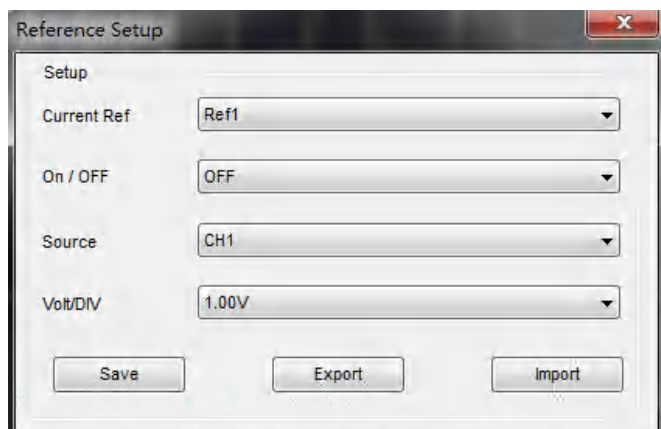 Reference Setup
Setup
Current Ref Ref1
On / OFF OFF
Source CH1
Volt/DIV 1.00V
Save Export Import